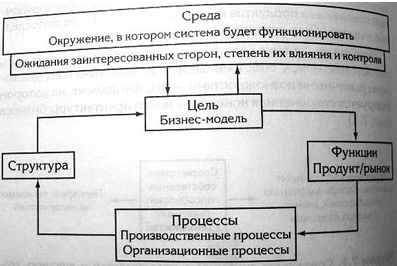 Среда
Окружение, в котором система будет функционировать
Ожидания заинтересованных сторон, степень их влияния и контроля
Цель
Бизнес-модель
Структура
Функции
Продукт/рынок
Процессы
Производственные процессы
Организационные процессы